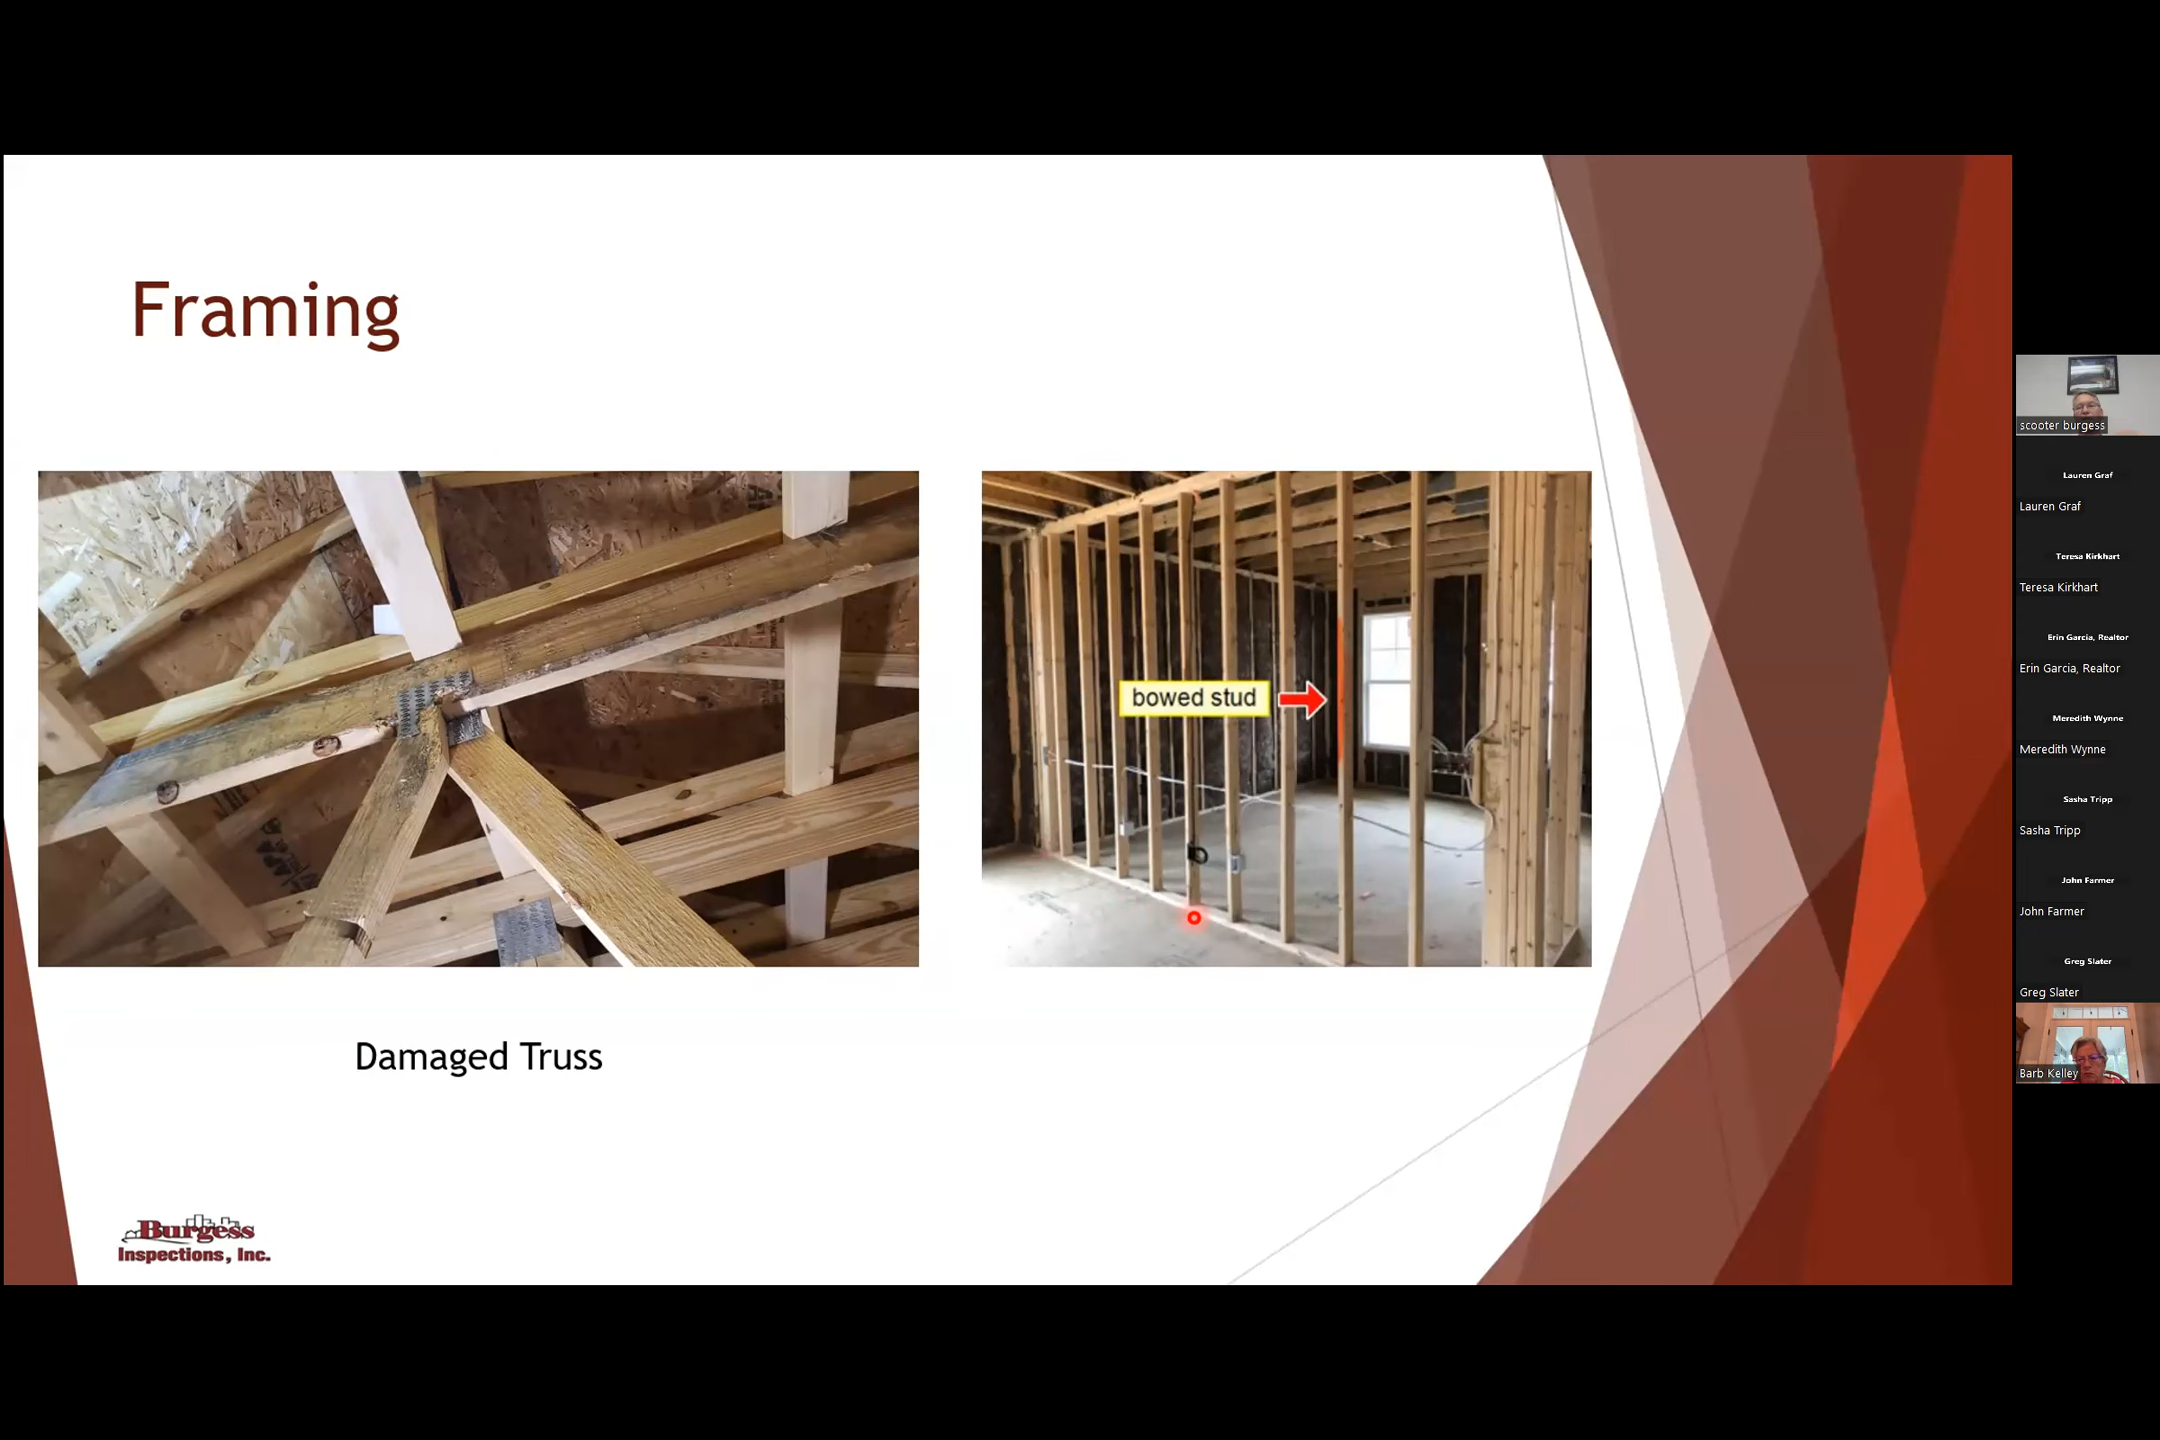 Framing
bowed stud
Damaged Truss
Burgess
Inspections, Inc.
scooter burgess
Lauren Graf
Lauren Graf
Teresa Kirkhart
Teresa Kirkhart
Erin Garcia, Realtor
Erin Garcia, Realtor
Meredith Wynne
Meredith Wynne
Sasha Tripp
Sasha Tripp
John Farmer
John Farmer
Greg Slater
Greg Slater
Barb Kelley